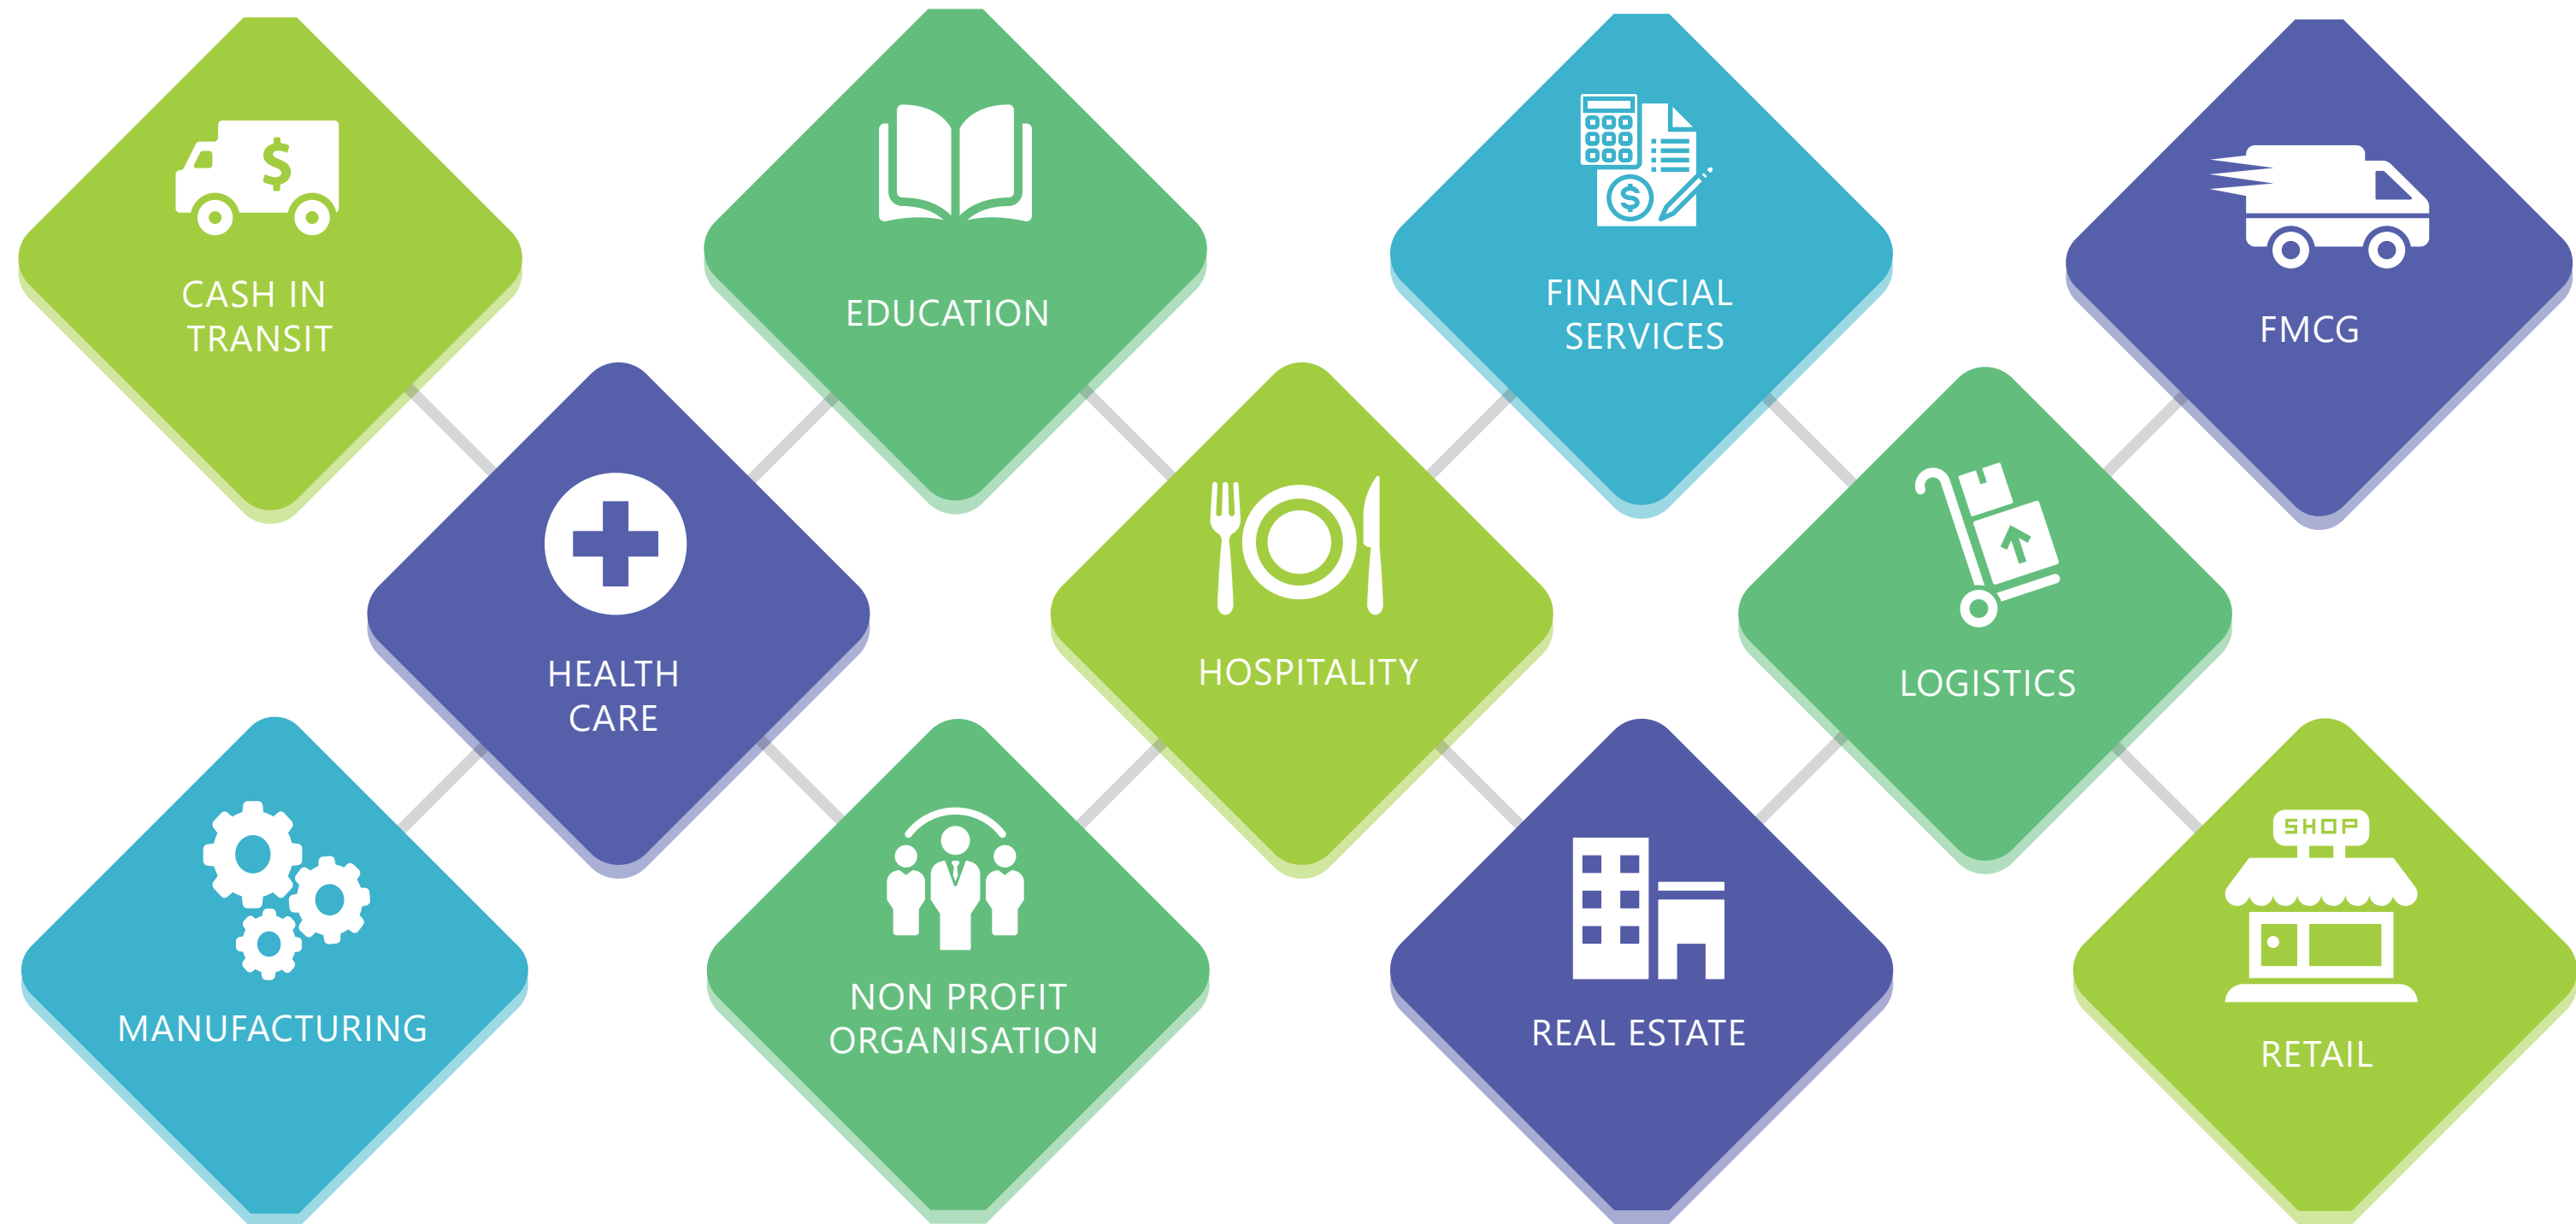 CASH IN
TRANSIT
$
EDUCATION
$
FINANCIAL
SERVICES
FMCG
HEALTH
CARE
HOSPITALITY
LOGISTICS
MANUFACTURING
NON PROFIT
ORGANISATION
REAL ESTATE
SHOP
RETAIL